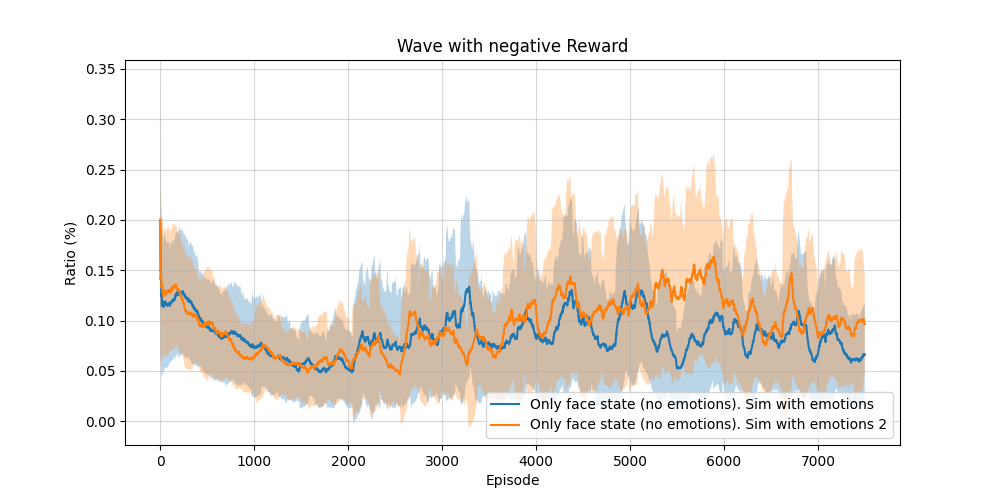 Wave with negative Reward
0.35
0.30
0.25
0.20
0.15
0.10
0.05
0.00
Ratio (%)
0 1000 2000 3000 4000 5000 6000 7000
Episode
Only face state (no emotions). Sim with emotions
Only face state (no emotions). Sim with emotions 2